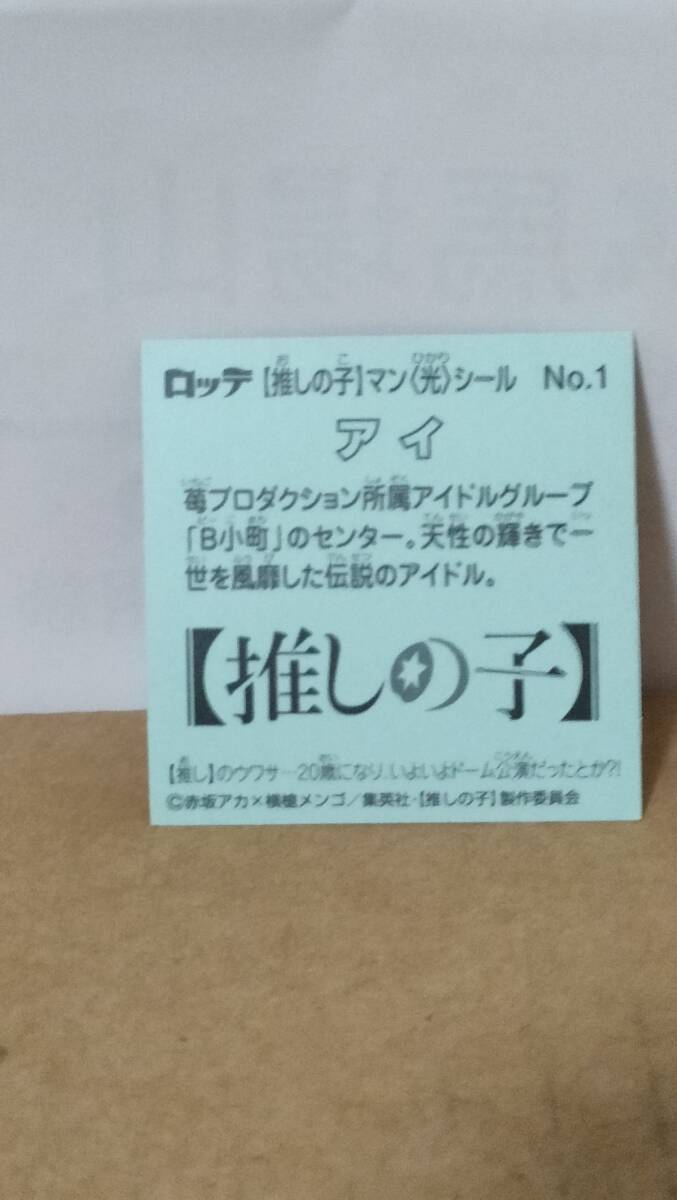 ロッテ 【推しの子】マン〈光〉シール No.1
アイ
苺プロダクション所属アイドルグループ
「B小町」のセンター。天性の輝きで一
世を風靡した伝説のアイドル。
【推しの子】
【推し】のウワサ…20歳になり、いよいよドーム公演だったとか?!
©赤坂アカ×横槍メンゴ/集英社・【推しの子】製作委員会